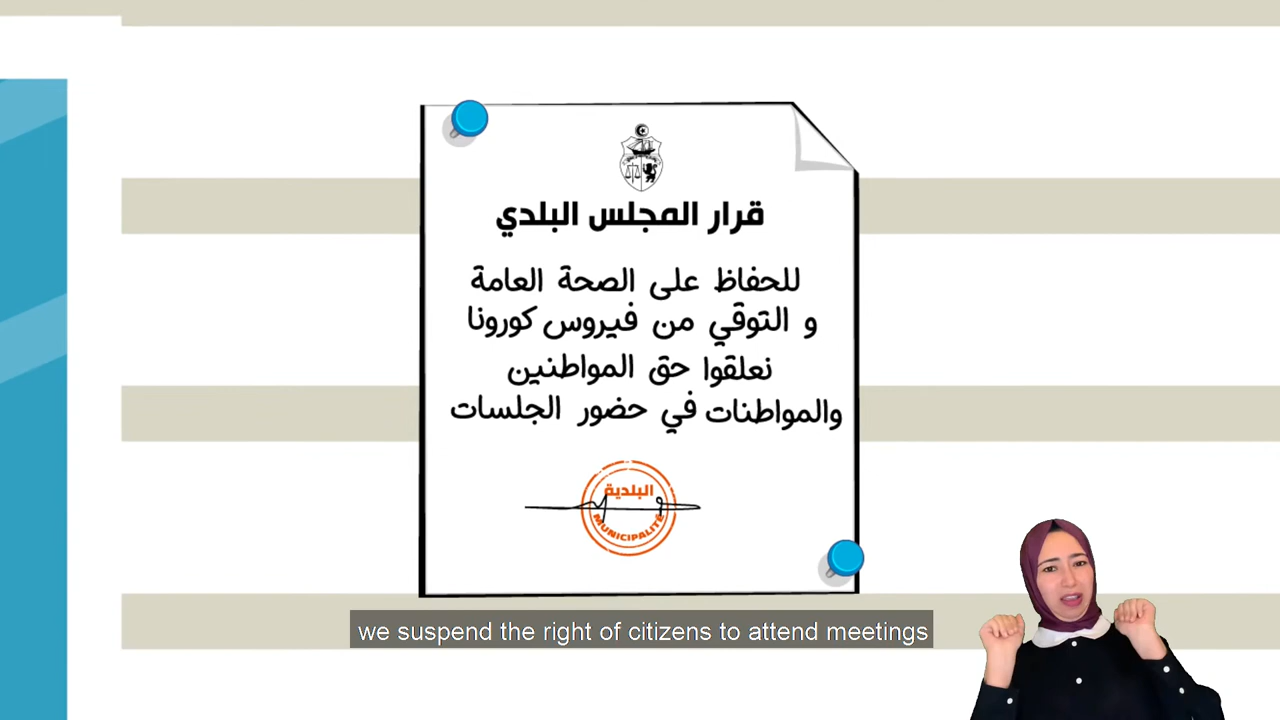 قرار المجلس البلدي
للحفاظ على الصحة العامة
و التوقي من فيروس كورونا
نعلقوا حق المواطنين
والمواطنات في حضور الجلسات
البلدية
MUNICIPALITÉ
we suspend the right of citizens to attend meetings